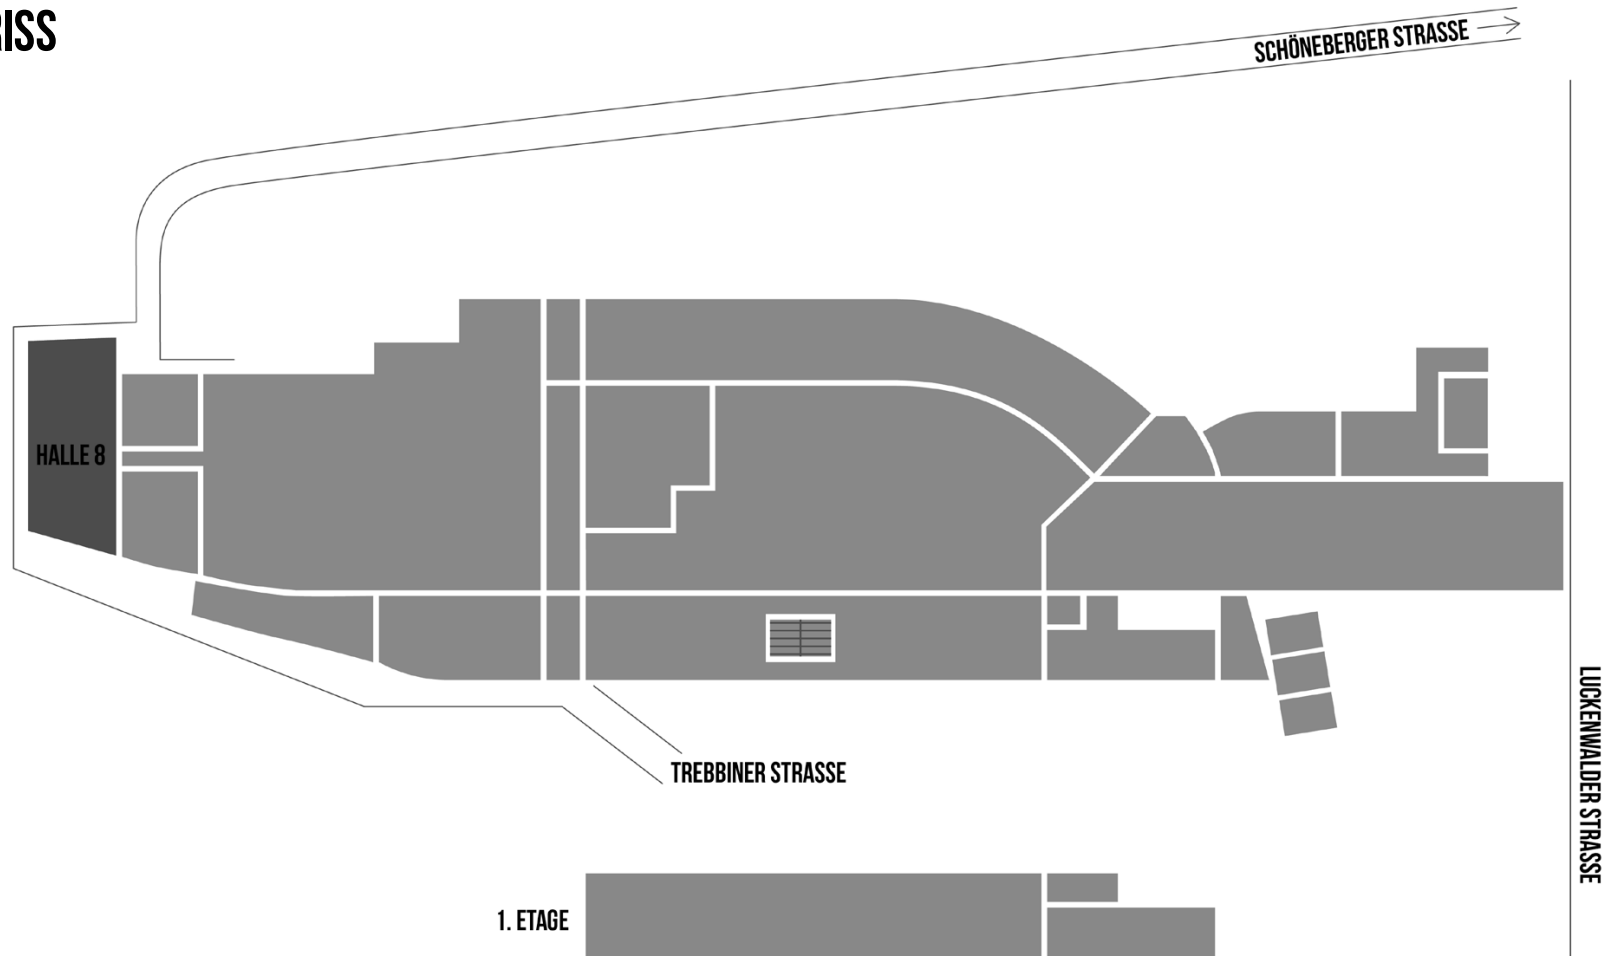 RISS
SCHÖNEBERGER STRASSE
HALLE 8
TREBBINER STRASSE
LUCKENWALDER STRASSE
1. ETAGE